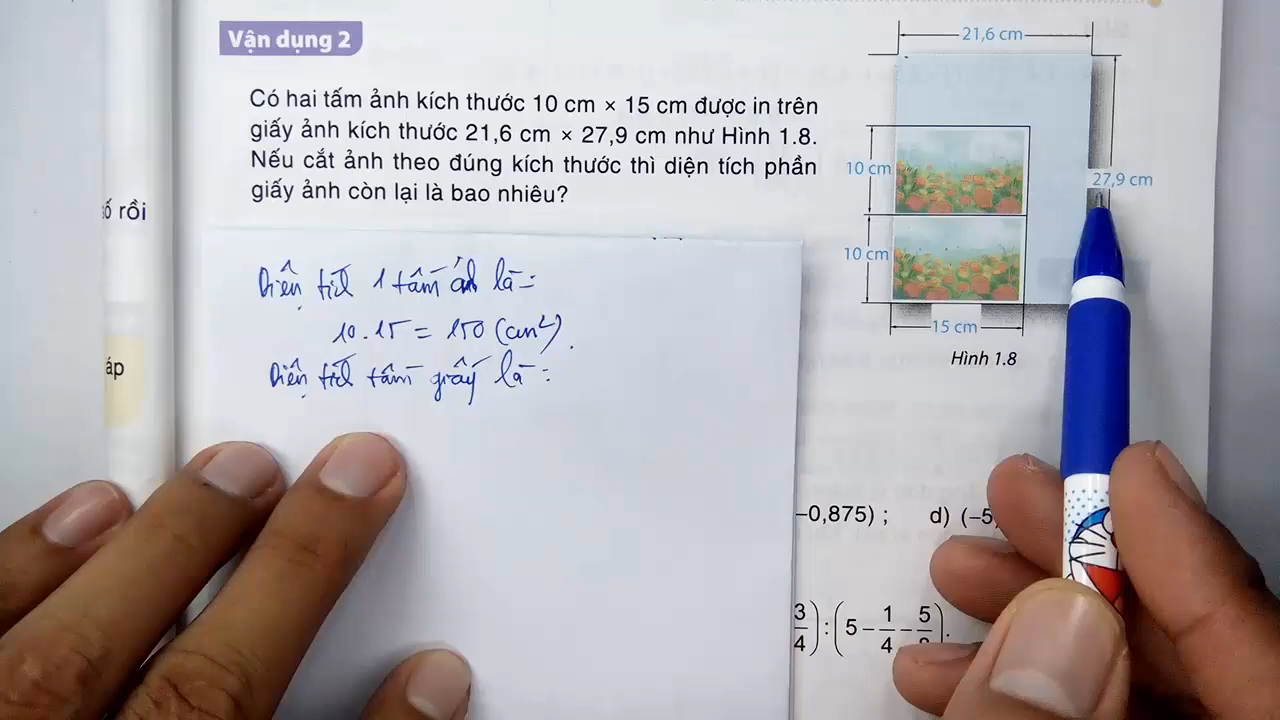 Vận dụng 2
Có hai tấm ảnh kích thước 10 cm × 15 cm được in trên
giấy ảnh kích thước 21,6 cm × 27,9 cm như Hình 1.8.
Nếu cắt ảnh theo đúng kích thước thì diện tích phần
giấy ảnh còn lại là bao nhiêu?
21,6 cm
10 cm
27,9 cm
10 cm
15 cm
Hình 1.8
ố rồi
áp
Diện tích 1 tấm ảnh là:
10.15 = 150 (cm²).
Diện tích tấm giấy là:
−0,875) ; d) (−5,
3/4) : (5 − 1/4 − 5/8).